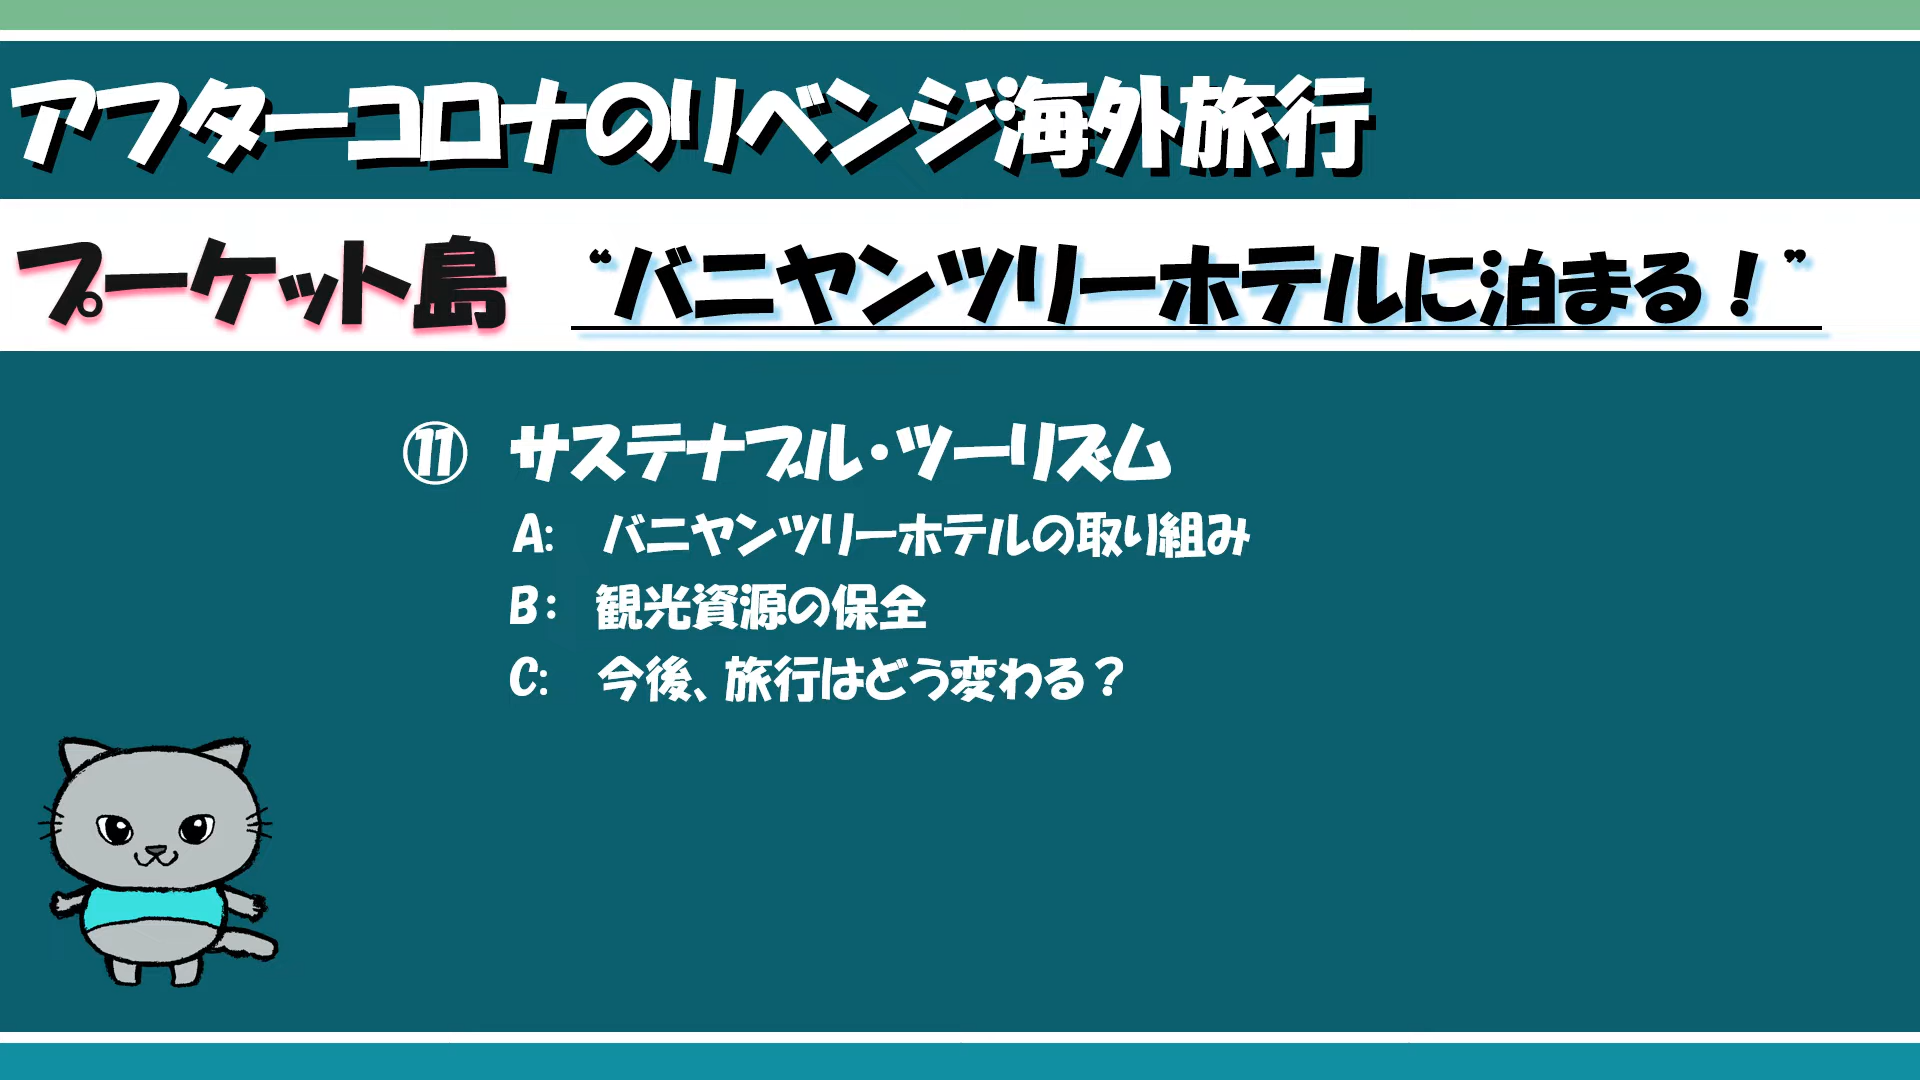 アフターコロナのリベンジ海外旅行
プーケット島 “バニヤンツリーホテルに泊まる！”
⑪ サステナブル・ツーリズム
A: バニヤンツリーホテルの取り組み
B: 観光資源の保全
C: 今後、旅行はどう変わる？